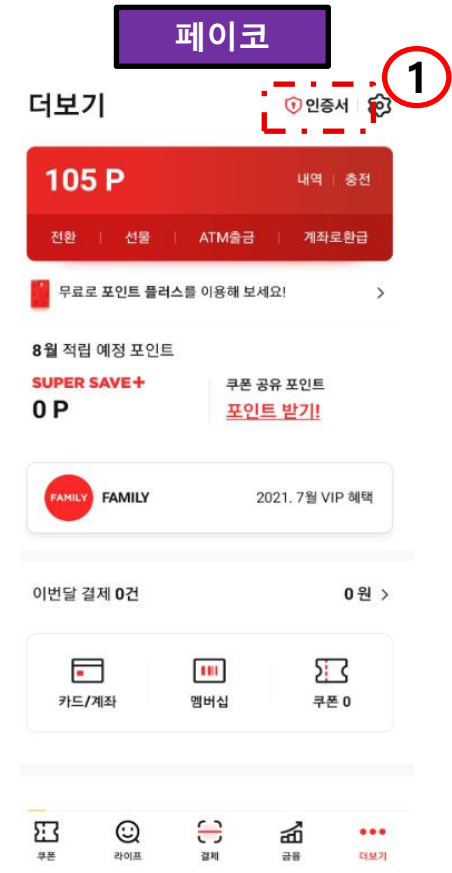 페이코
1
더보기
인증서
105 P
내역 | 충전
전환 | 선물 | ATM출금 | 계좌로환급
무료로 포인트 플러스를 이용해 보세요!
8월 적립 예정 포인트
SUPER SAVE+
쿠폰 공유 포인트
0 P
포인트 받기!
FAMILY
FAMILY
2021. 7월 VIP 혜택
이번달 결제 0건
0 원
카드/계좌
멤버십
쿠폰 0
쿠폰
라이프
결제
금융
더보기